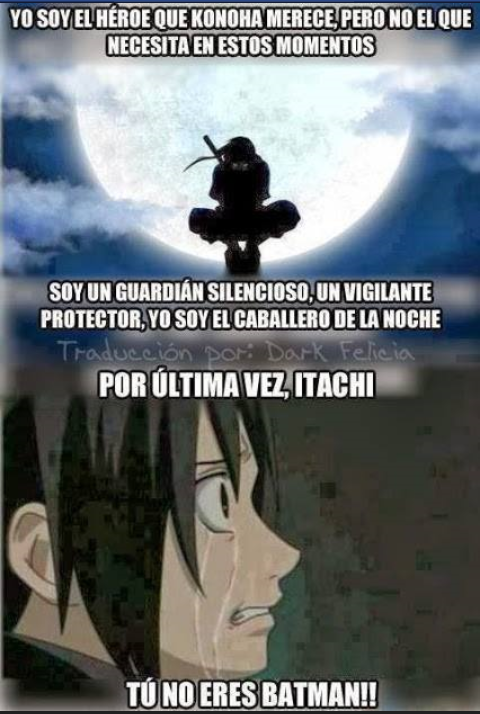 YO SOY EL HÉROE QUE KONOHA MERECE, PERO NO EL QUE
NECESITA EN ESTOS MOMENTOS
SOY UN GUARDIÁN SILENCIOSO, UN VIGILANTE
PROTECTOR, YO SOY EL CABALLERO DE LA NOCHE
Traducción por: Dark Felicia
POR ÚLTIMA VEZ, ITACHI
TÚ NO ERES BATMAN!!